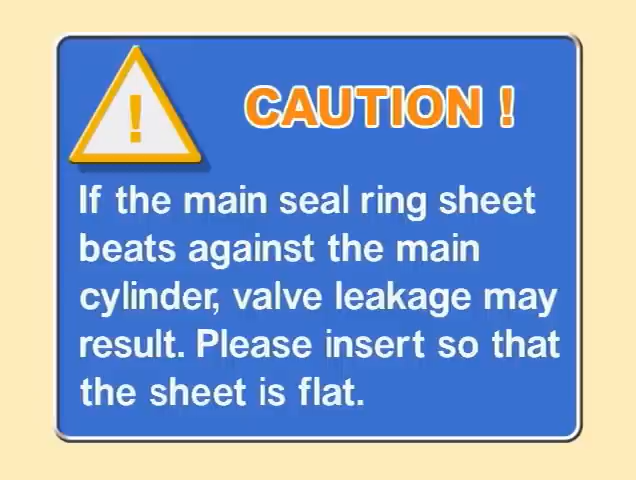 !
CAUTION !
If the main seal ring sheet
beats against the main
cylinder, valve leakage may
result. Please insert so that
the sheet is flat.